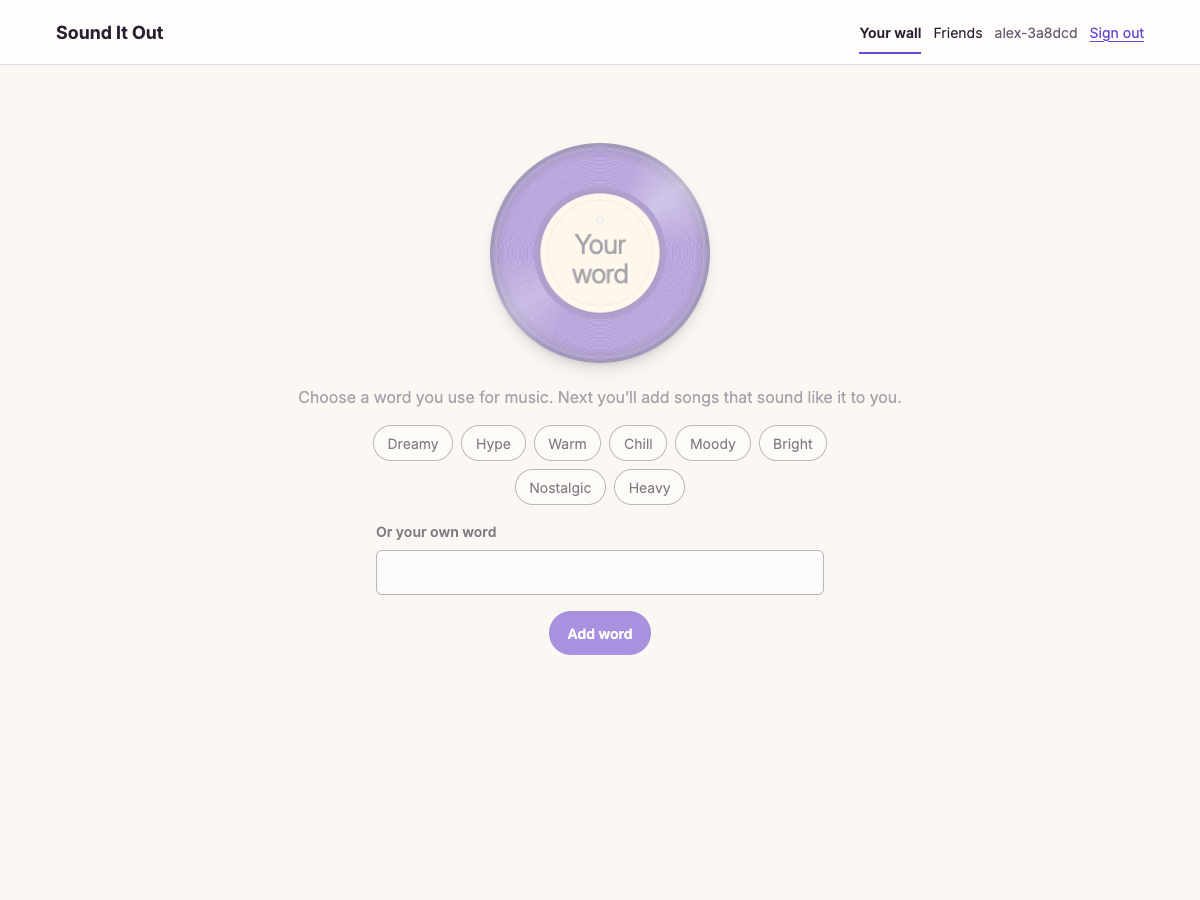 Sound It Out
Your wall Friends alex-3a8dcd Sign out
Your
word
Choose a word you use for music. Next you’ll add songs that sound like it to you.
Dreamy Hype Warm Chill Moody Bright
Nostalgic Heavy
Or your own word
Add word